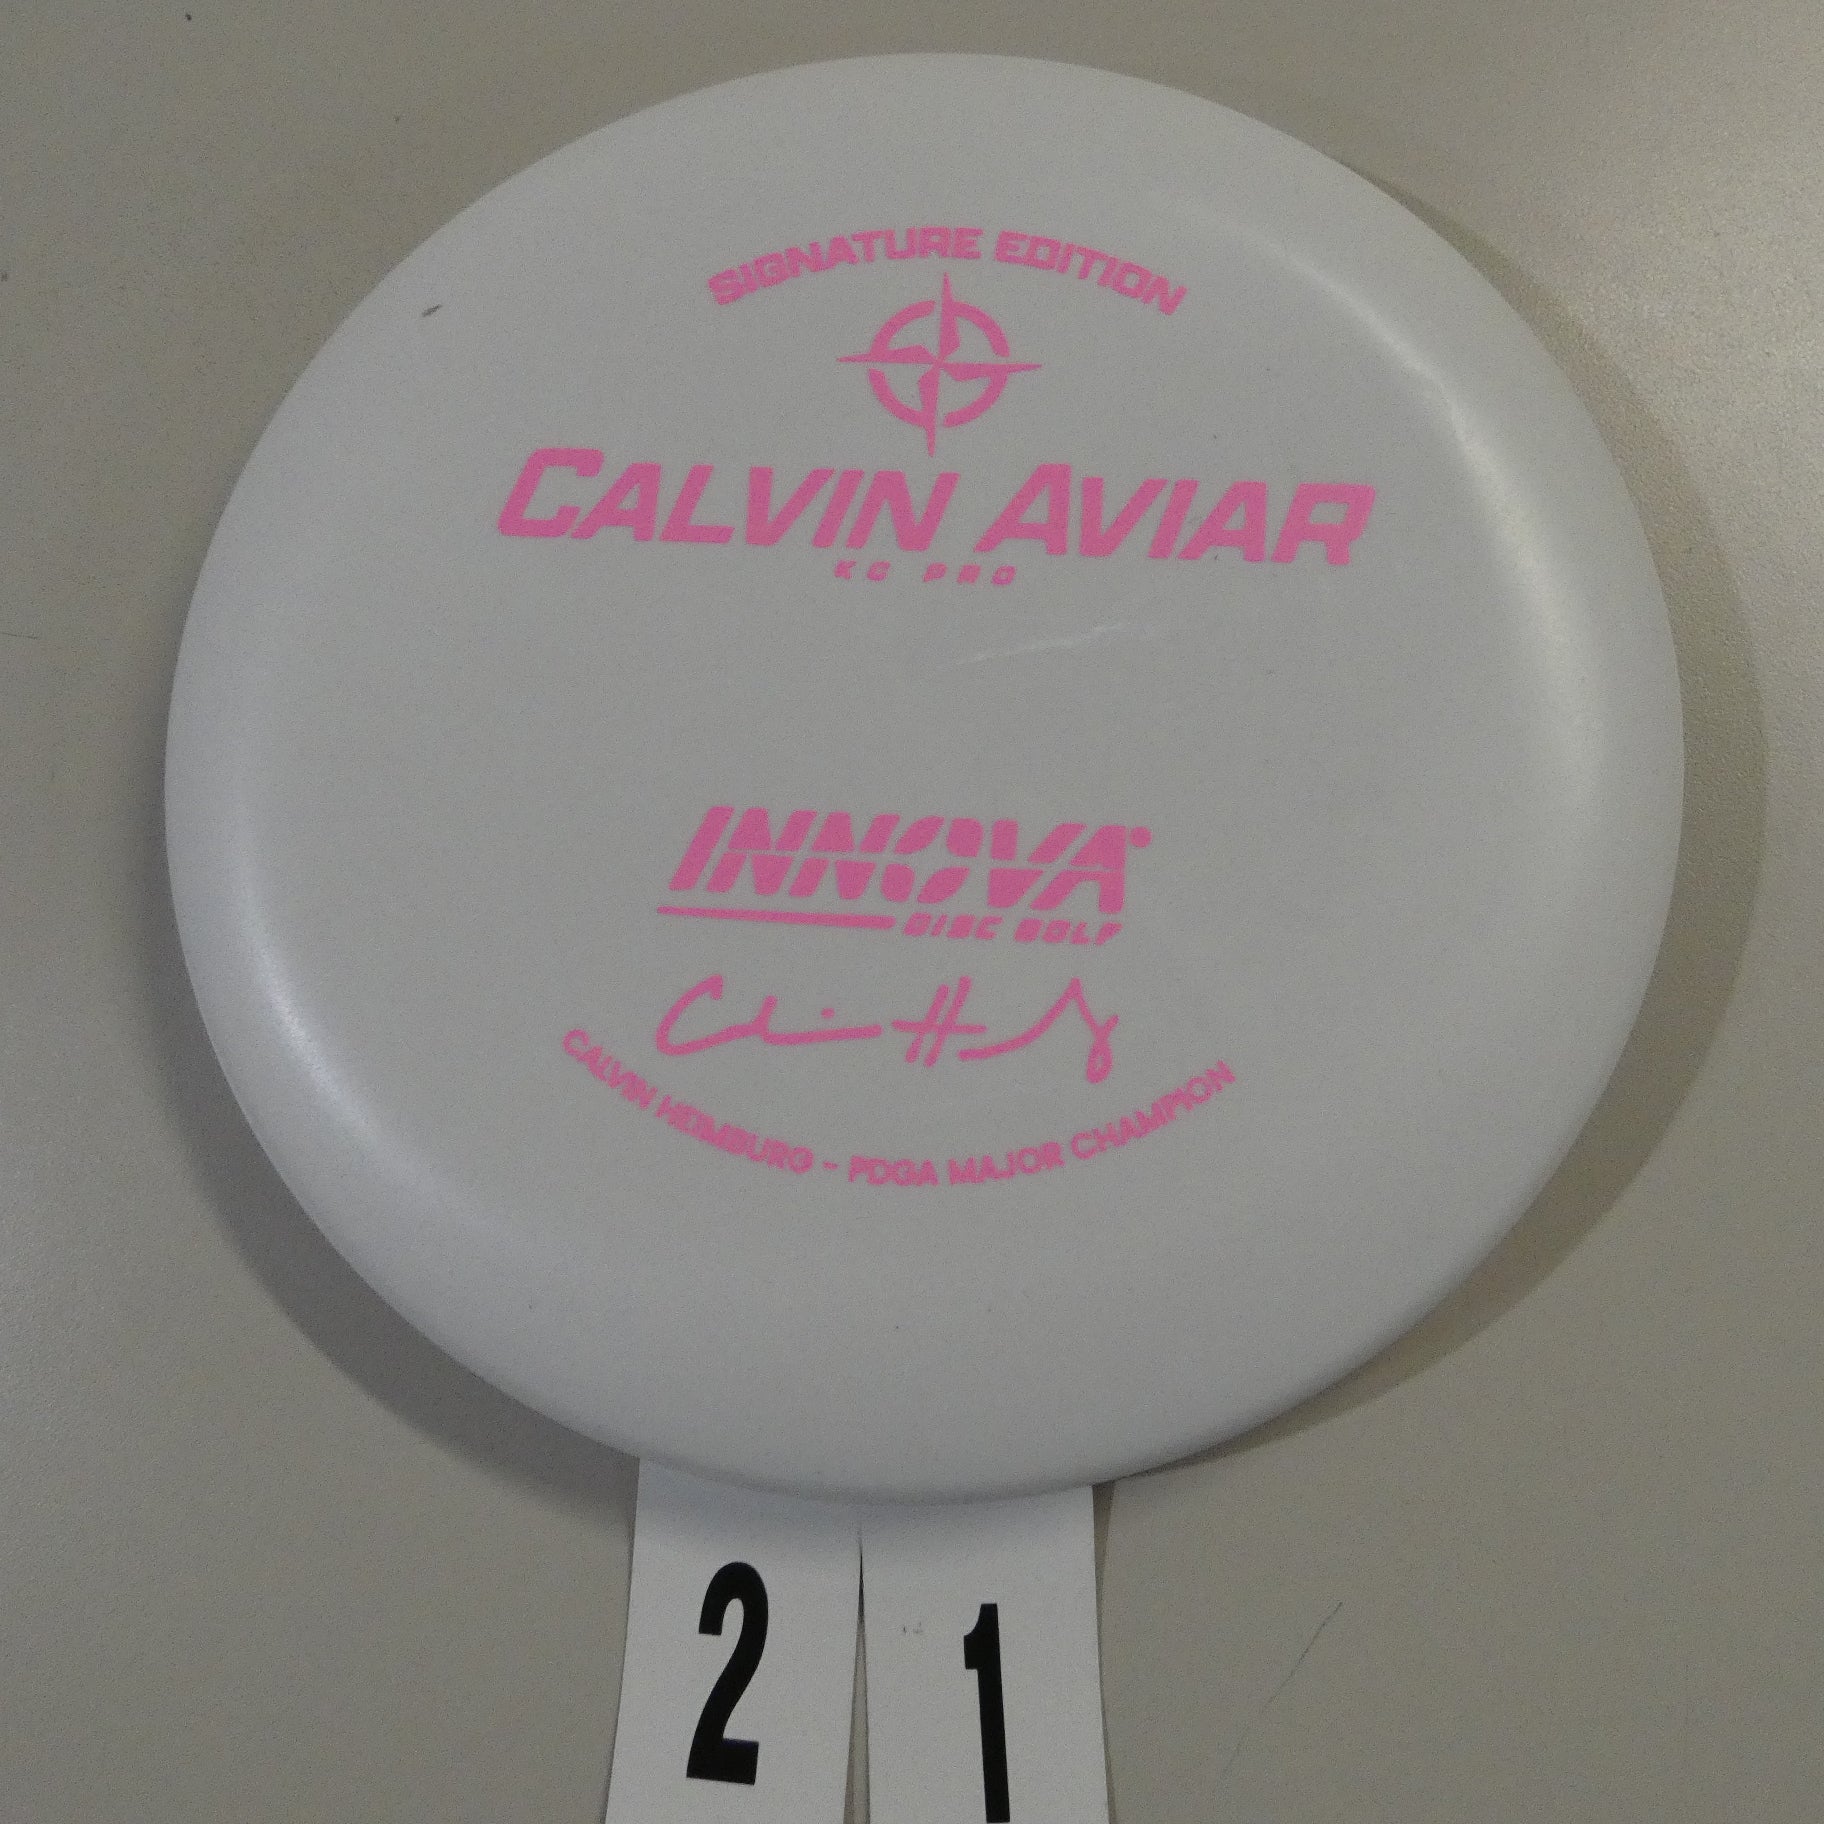 SIGNATURE EDITION
CALVIN AVIAR
KC PRO
INNOVA
DISC GOLF
CALVIN HEIMBURG - PDGA MAJOR CHAMPION
2 1